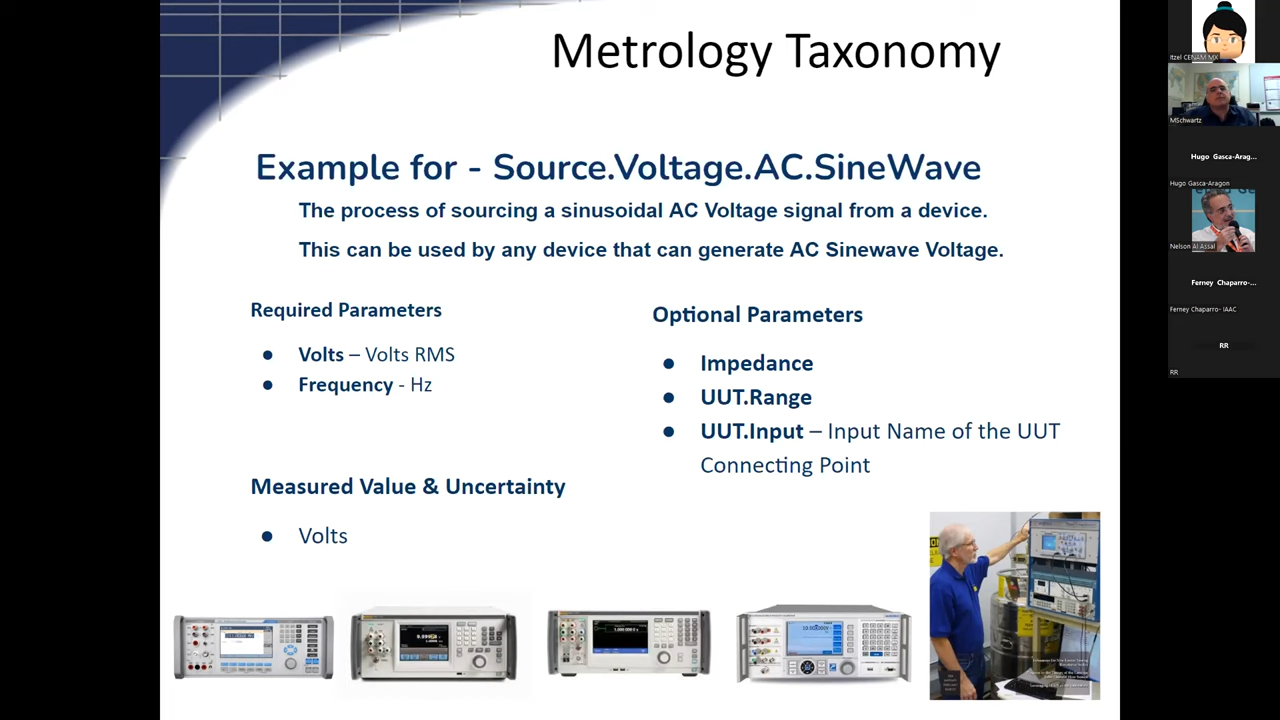 Metrology Taxonomy
Example for - Source.Voltage.AC.SineWave
The process of sourcing a sinusoidal AC Voltage signal from a device.
This can be used by any device that can generate AC Sinewave Voltage.
Required Parameters
● Volts – Volts RMS
● Frequency - Hz
Measured Value & Uncertainty
● Volts
Optional Parameters
● Impedance
● UUT.Range
● UUT.Input – Input Name of the UUT
Connecting Point
Itzel CENAM MX
MSchwartz
Hugo Gasca-Arag...
Hugo Gasca-Aragon
Nelson Al Assal
Ferney Chaparro-...
Ferney Chaparro- IAAC
RR
RR